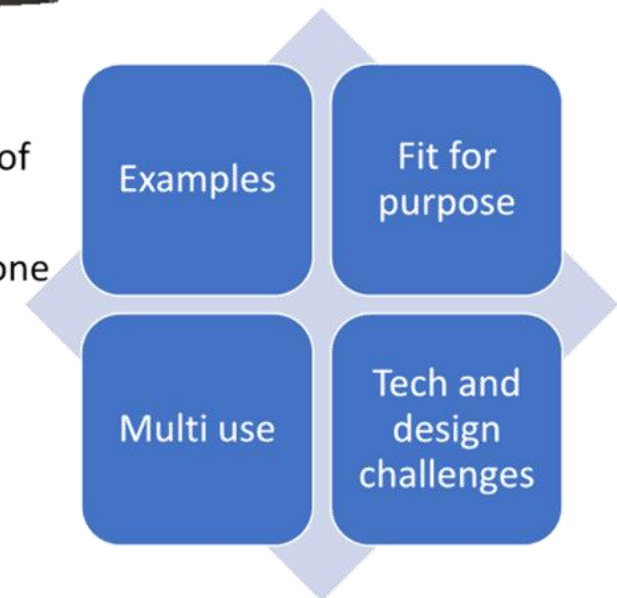 of
one
Examples
Fit for
purpose
Multi use
Tech and
design
challenges